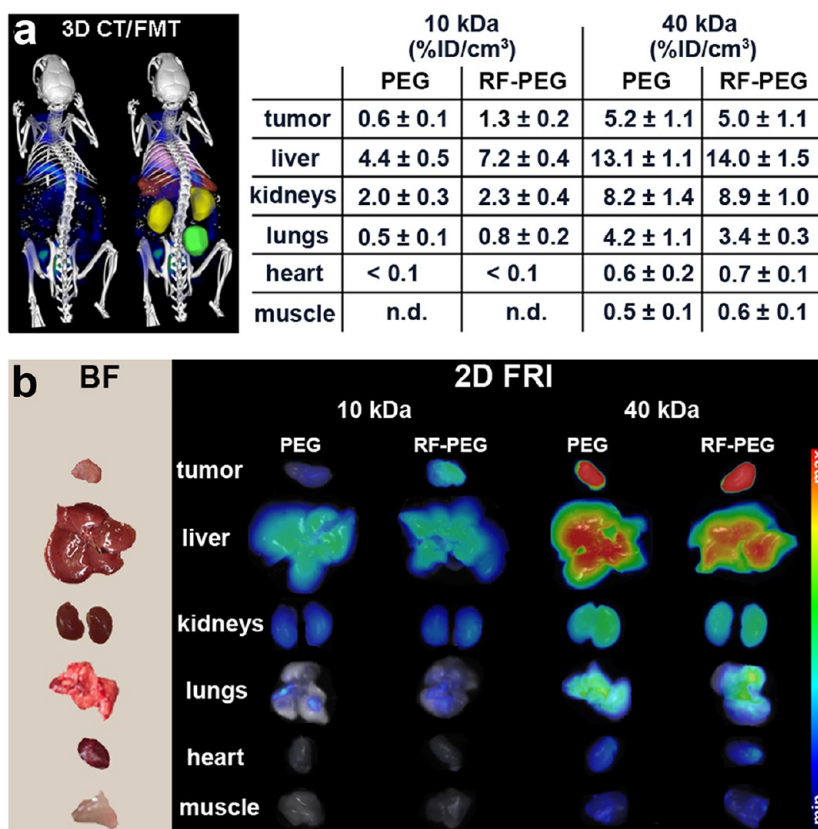 a
3D CT/FMT
10 kDa
(%ID/cm³)
40 kDa
(%ID/cm³)
PEG RF-PEG PEG RF-PEG
tumor 0.6 ± 0.1 1.3 ± 0.2 5.2 ± 1.1 5.0 ± 1.1
liver 4.4 ± 0.5 7.2 ± 0.4 13.1 ± 1.1 14.0 ± 1.5
kidneys 2.0 ± 0.3 2.3 ± 0.4 8.2 ± 1.4 8.9 ± 1.0
lungs 0.5 ± 0.1 0.8 ± 0.2 4.2 ± 1.1 3.4 ± 0.3
heart < 0.1 < 0.1 0.6 ± 0.2 0.7 ± 0.1
muscle n.d. n.d. 0.5 ± 0.1 0.6 ± 0.1
b
BF
2D FRI
10 kDa 40 kDa
PEG RF-PEG PEG RF-PEG
tumor
liver
kidneys
lungs
heart
muscle
max
min